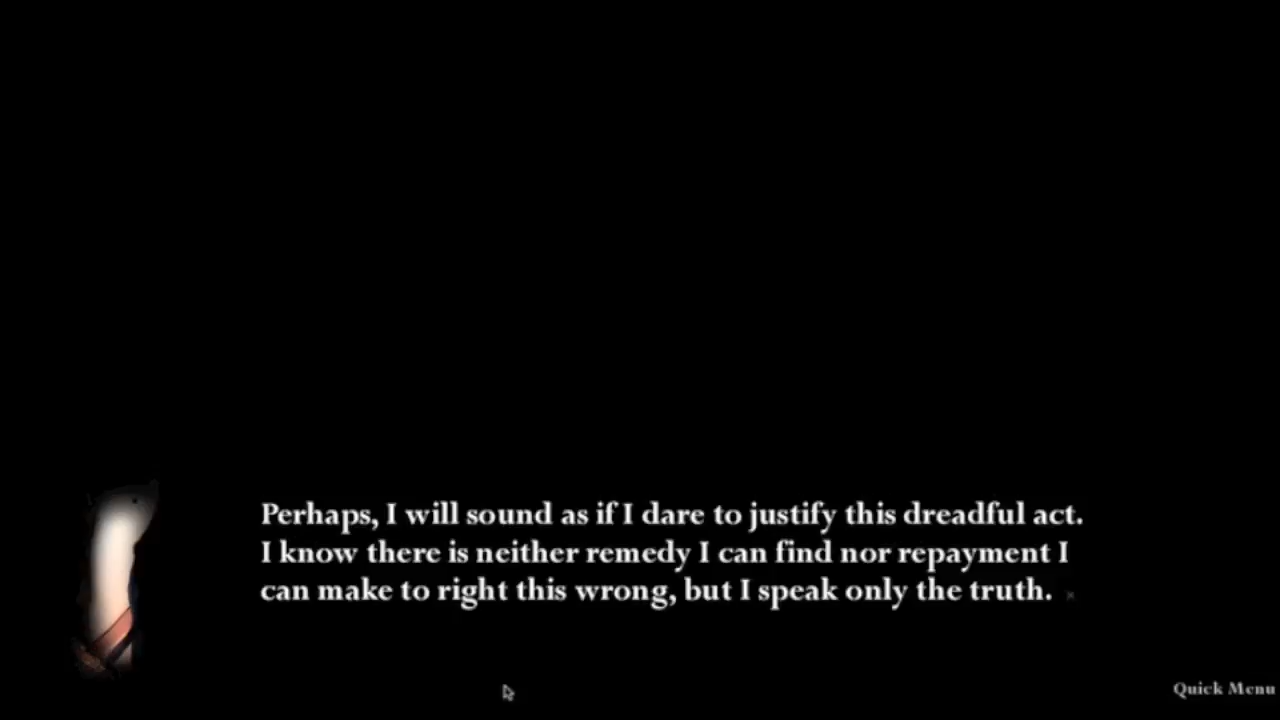 Perhaps, I will sound as if I dare to justify this dreadful act.
I know there is neither remedy I can find nor repayment I
can make to right this wrong, but I speak only the truth.
Quick Menu